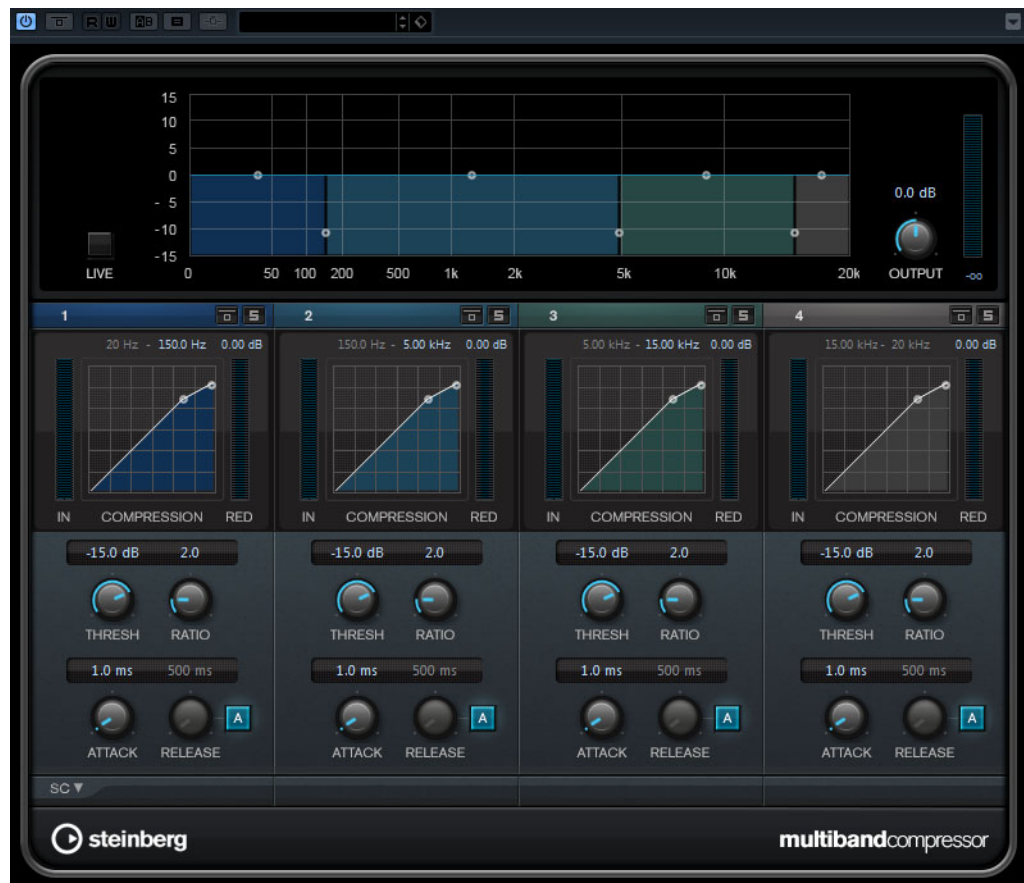 R W AB
15
10
5
0
- 5
-10
-15
0 50 100 200 500 1k 2k 5k 10k 20k
LIVE
0.0 dB
OUTPUT
-oo
1 S 2 S 3 S 4 S
20 Hz - 150.0 Hz 0.00 dB 150.0 Hz - 5.00 kHz 0.00 dB 5.00 kHz - 15.00 kHz 0.00 dB 15.00 kHz - 20 kHz 0.00 dB
IN COMPRESSION RED IN COMPRESSION RED IN COMPRESSION RED IN COMPRESSION RED
-15.0 dB 2.0 -15.0 dB 2.0 -15.0 dB 2.0 -15.0 dB 2.0
THRESH RATIO THRESH RATIO THRESH RATIO THRESH RATIO
1.0 ms 500 ms 1.0 ms 500 ms 1.0 ms 500 ms 1.0 ms 500 ms
A A A A
ATTACK RELEASE ATTACK RELEASE ATTACK RELEASE ATTACK RELEASE
SC
steinberg multibandcompressor